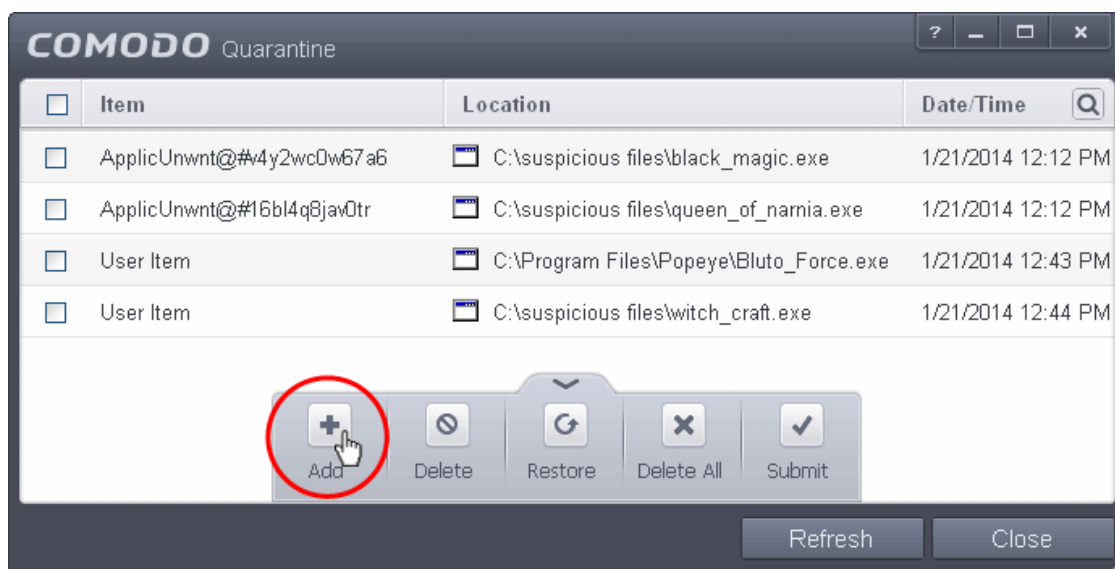 COMODO Quarantine
?
Item Location Date/Time
ApplicUnwnt@#v4y2wc0w67a6 C:\suspicious files\black_magic.exe 1/21/2014 12:12 PM
ApplicUnwnt@#16bl4q8jav0tr C:\suspicious files\queen_of_narnia.exe 1/21/2014 12:12 PM
User Item C:\Program Files\Popeye\Bluto_Force.exe 1/21/2014 12:43 PM
User Item C:\suspicious files\witch_craft.exe 1/21/2014 12:44 PM
Add Delete Restore Delete All Submit
Refresh Close